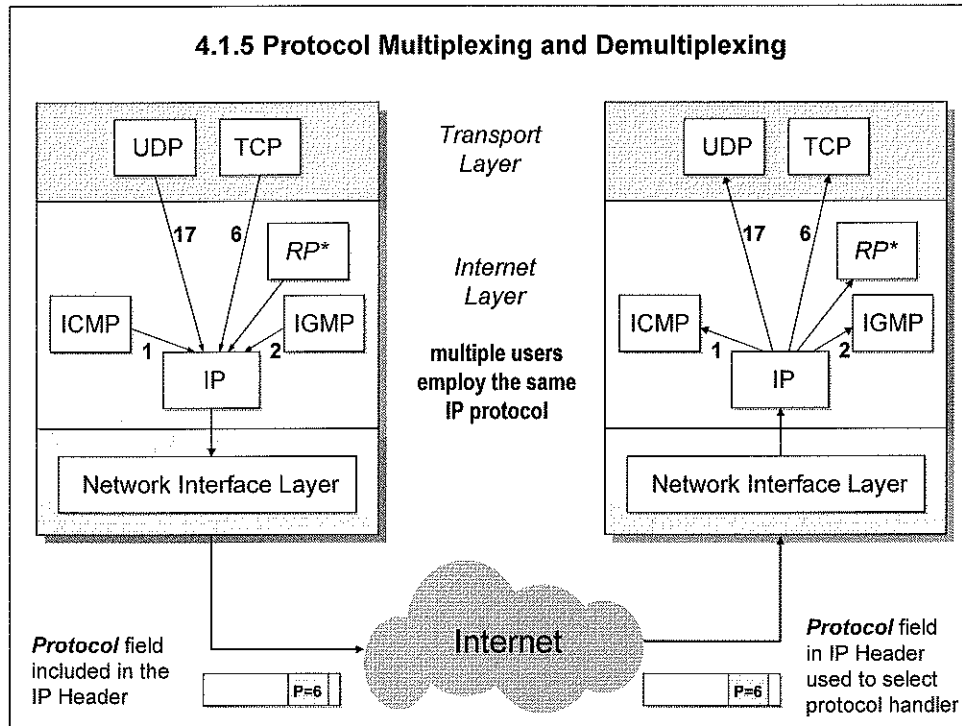 4.1.5 Protocol Multiplexing and Demultiplexing
UDP
TCP
17
6
RP*
ICMP
IGMP
1
2
IP
Network Interface Layer
Transport
Layer
Internet
Layer
multiple users
employ the same
IP protocol
UDP
TCP
17
6
RP*
ICMP
IGMP
1
2
IP
Network Interface Layer
Internet
Protocol field
included in the
IP Header
P=6
P=6
Protocol field
in IP Header
used to select
protocol handler